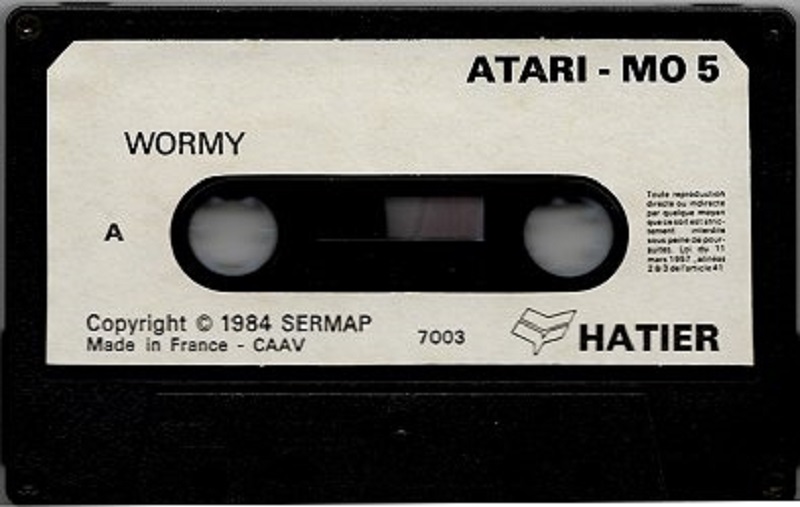 ATARI - MO 5
WORMY
A
Toute reproduction
directe ou indirecte
par quelque moyen
que ce soit est stric-
tement interdite
sous peine de pour-
suites. Loi du 11
mars 1957, alinéas
2 & 3 de l'article 41
Copyright © 1984 SERMAP
Made in France - CAAV
7003
HATIER